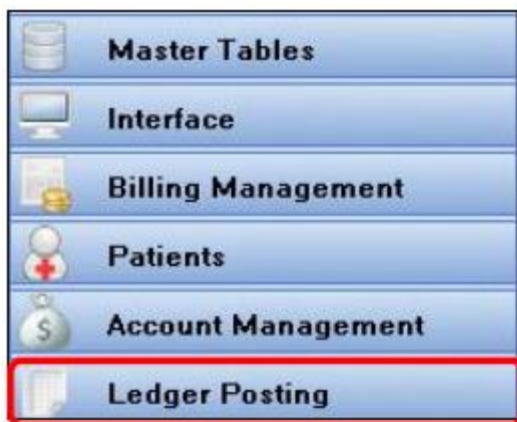 Master Tables
Interface
Billing Management
Patients
Account Management
$
Ledger Posting